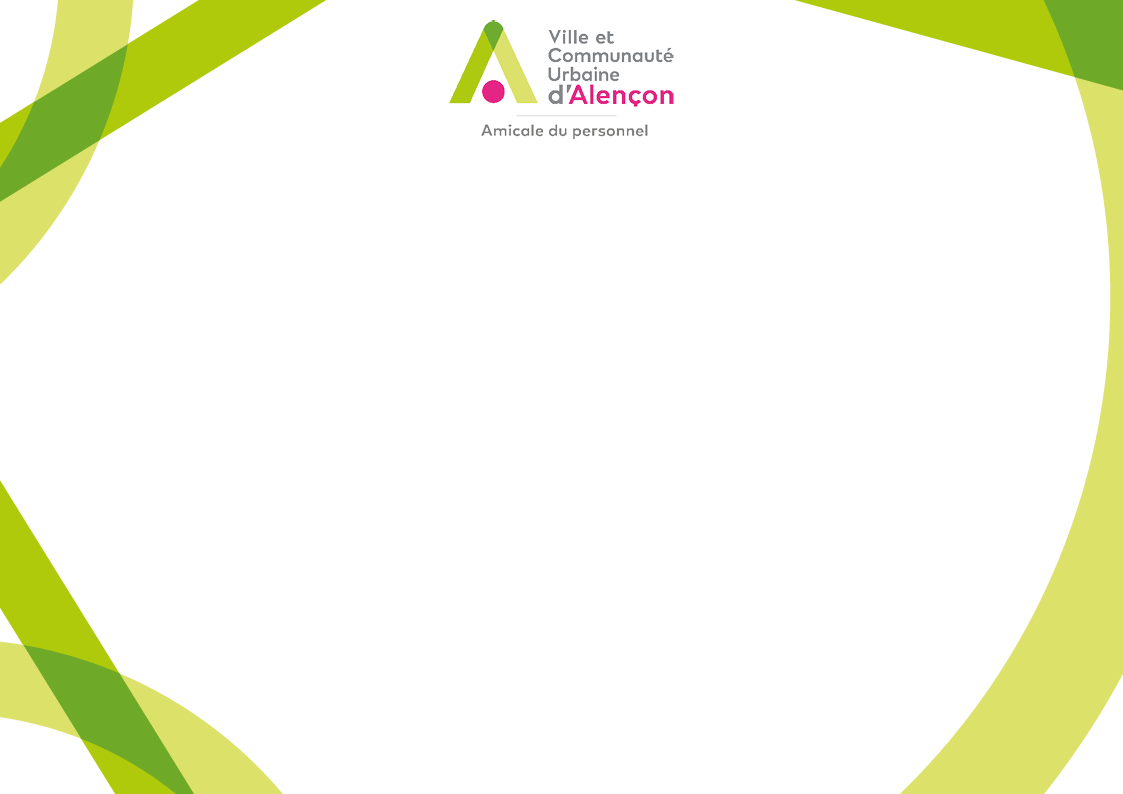 Ville et
Communauté
Urbaine
d'Alençon
Amicale du personnel